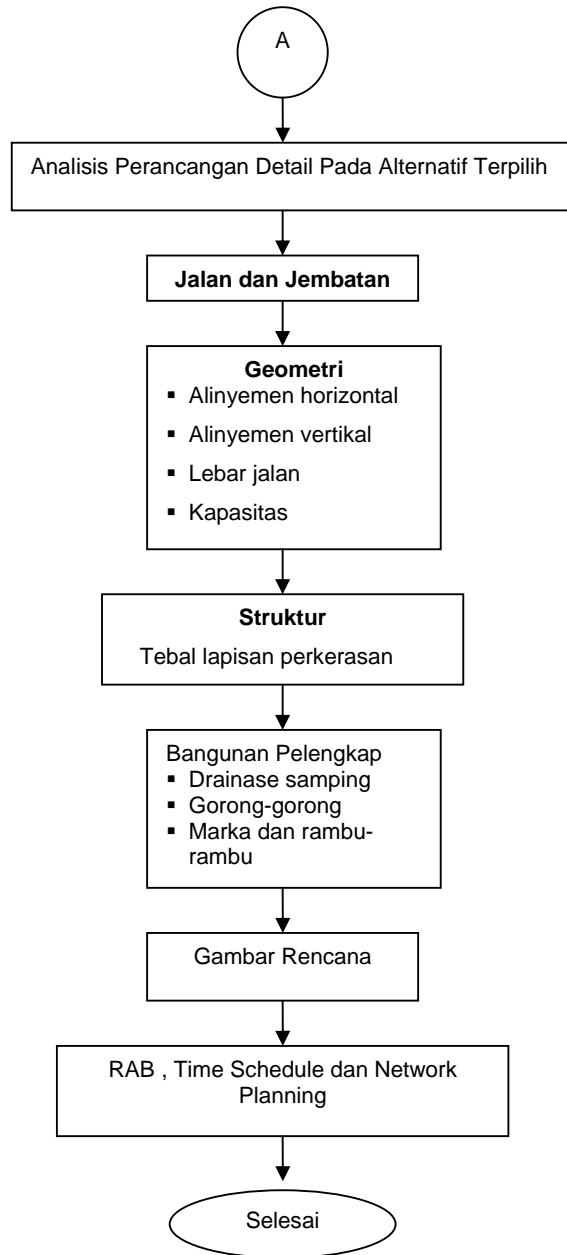 A
Analisis Perancangan Detail Pada Alternatif Terpilih
Jalan dan Jembatan
Geometri
▪ Alinyemen horizontal
▪ Alinyemen vertikal
▪ Lebar jalan
▪ Kapasitas
Struktur
Tebal lapisan perkerasan
Bangunan Pelengkap
▪ Drainase samping
▪ Gorong-gorong
▪ Marka dan rambu-
rambu
Gambar Rencana
RAB , Time Schedule dan Network
Planning
Selesai